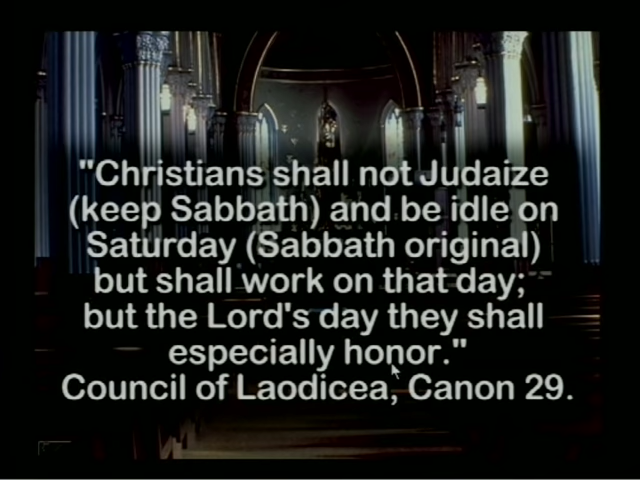 "Christians shall not Judaize
(keep Sabbath) and be idle on
Saturday (Sabbath original)
but shall work on that day;
but the Lord's day they shall
especially honor."
Council of Laodicea, Canon 29.